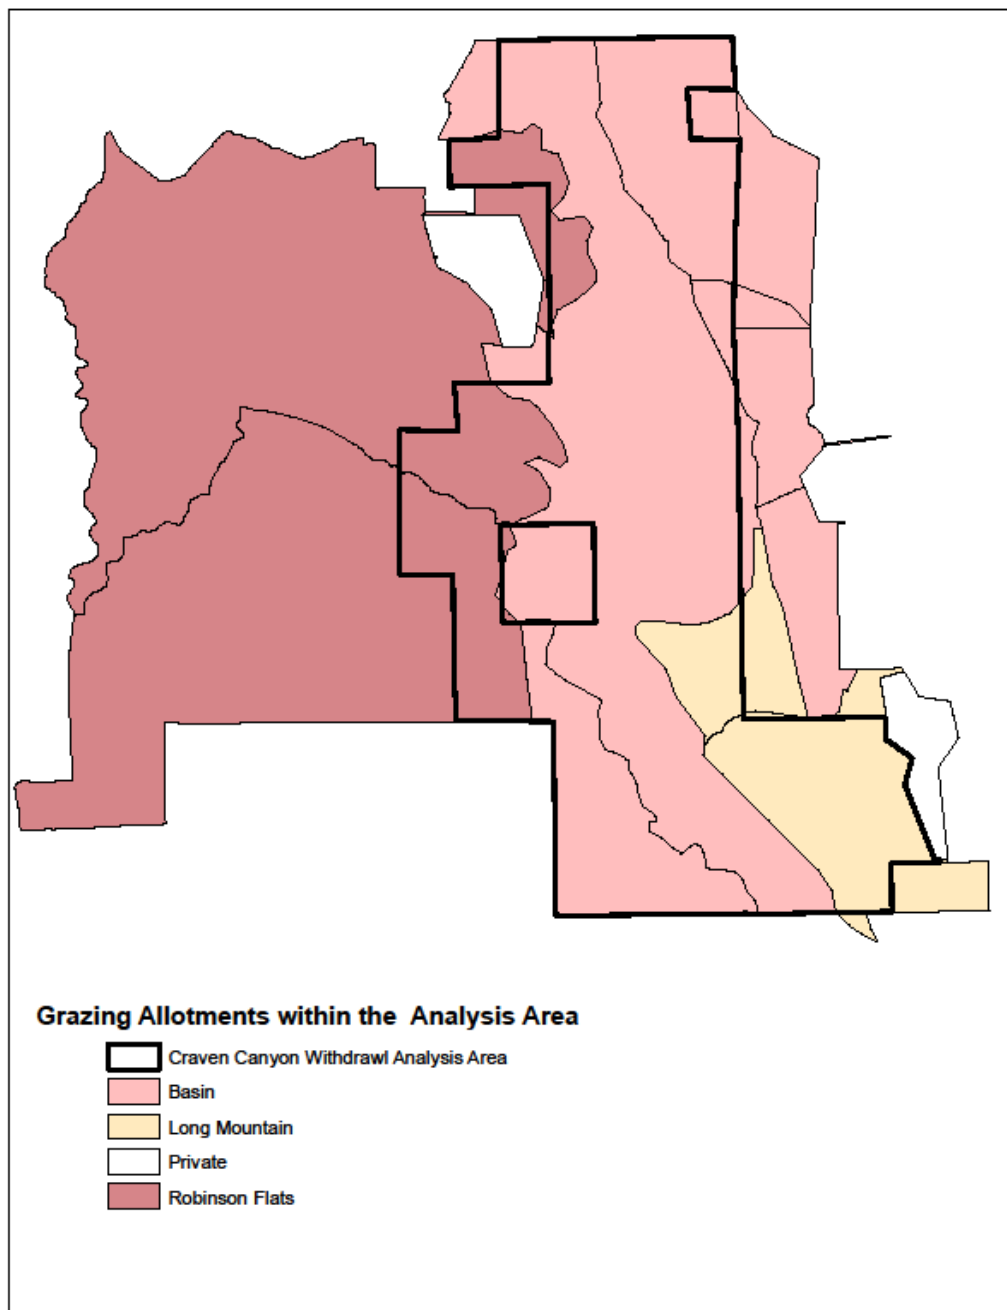 Grazing Allotments within the Analysis Area
Craven Canyon Withdrawl Analysis Area
Basin
Long Mountain
Private
Robinson Flats